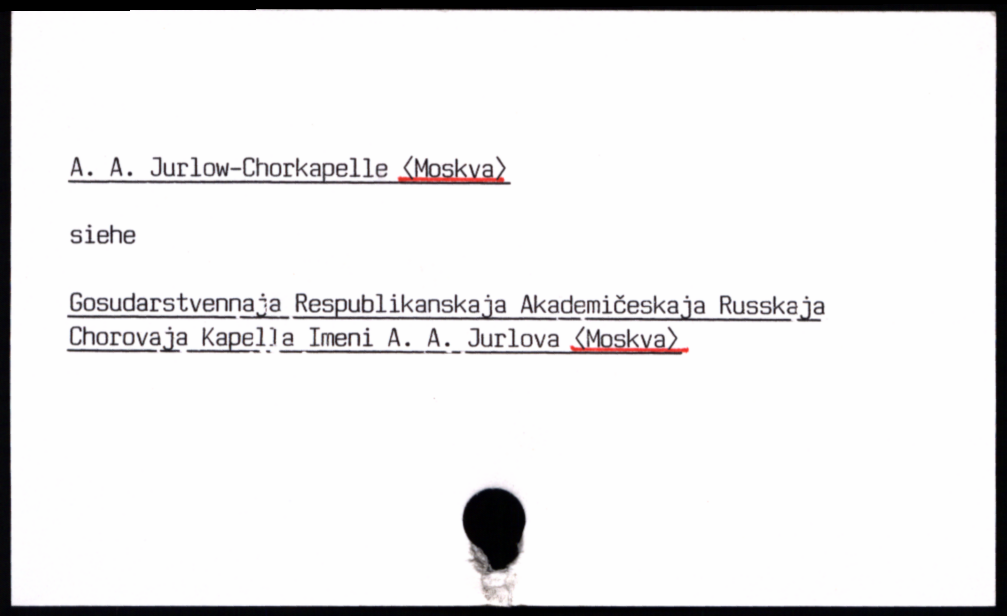 A. A. Jurlow-Chorkapelle <Moskva>
siehe
Gosudarstvennaja Respublikanskaja Akademičeskaja Russkaja
Chorovaja Kapella Imeni A. A. Jurlova <Moskva>